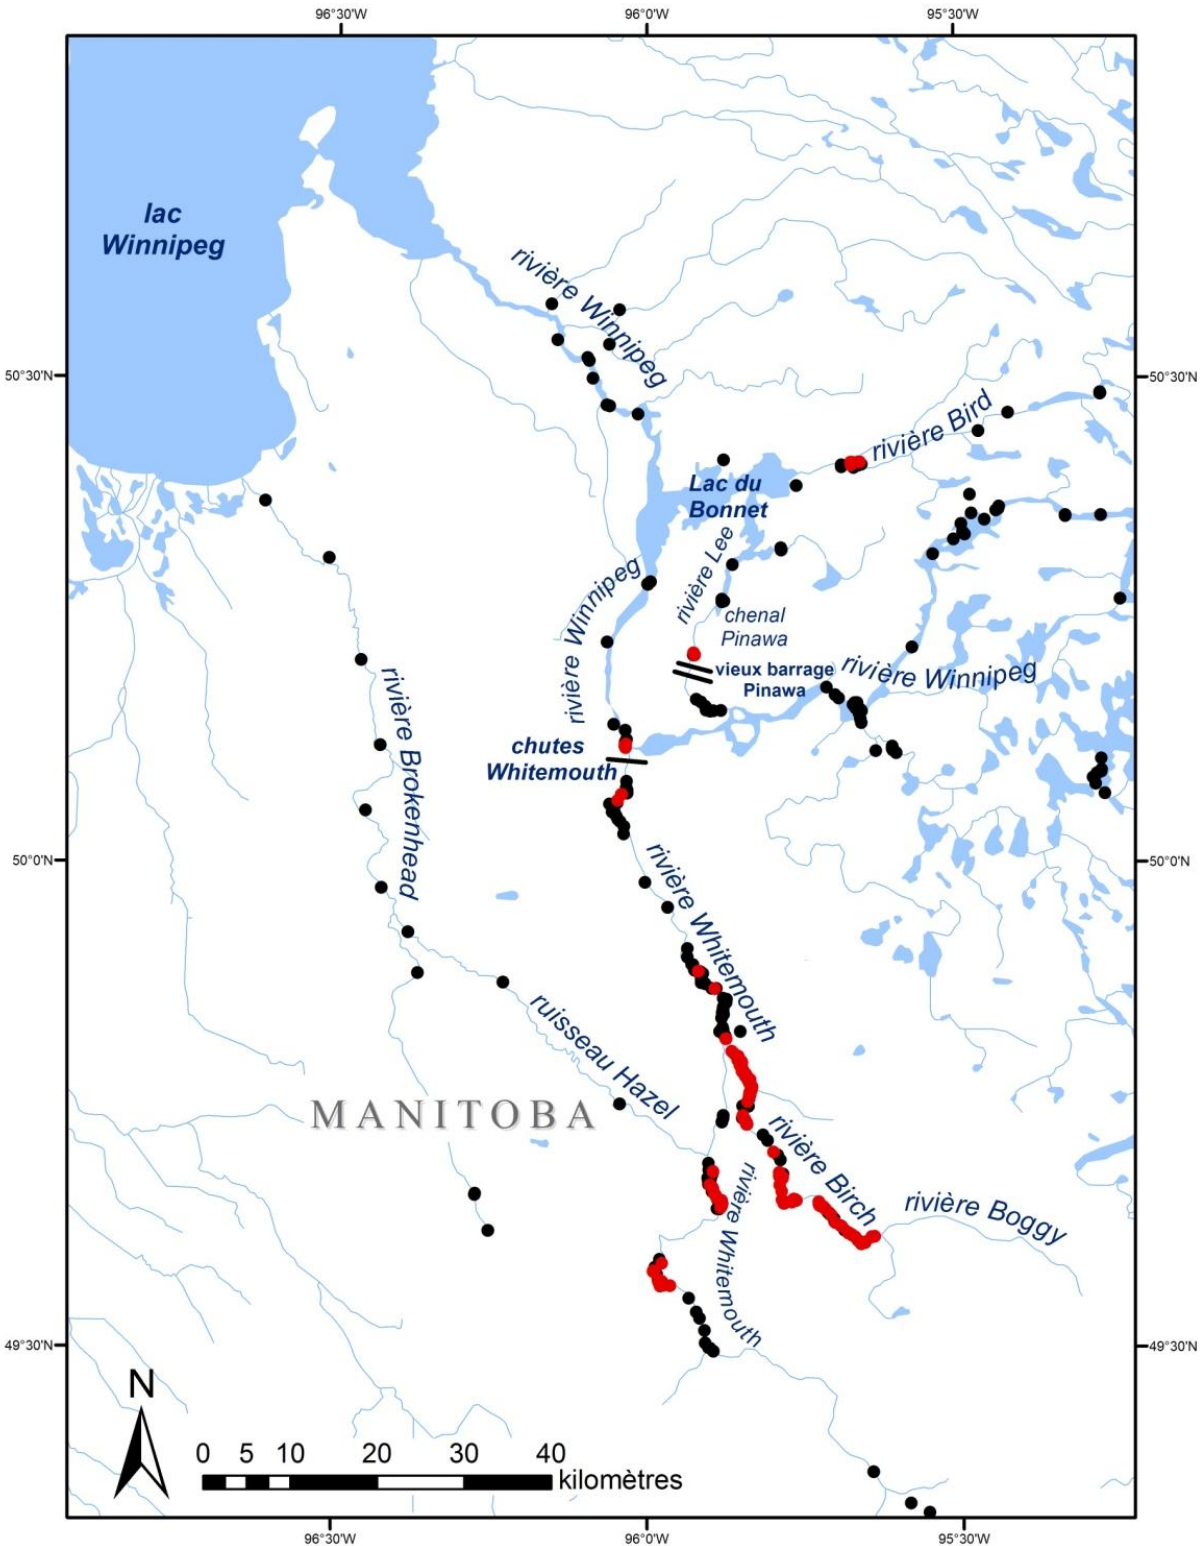 96°30'W
96°0'W
95°30'W
lac
Winnipeg
rivière Winnipeg
50°30'N
50°30'N
rivière Bird
Lac du
Bonnet
rivière Lee
rivière Winnipeg
chenal
Pinawa
vieux barrage
Pinawa
rivière Winnipeg
rivière Brokenhead
chutes
Whitemouth
50°0'N
50°0'N
rivière Whitemouth
ruisseau Hazel
MANITOBA
rivière Birch
rivière Whitemouth
rivière Boggy
49°30'N
49°30'N
N
0 5 10 20 30 40
kilomètres
96°30'W
96°0'W
95°30'W